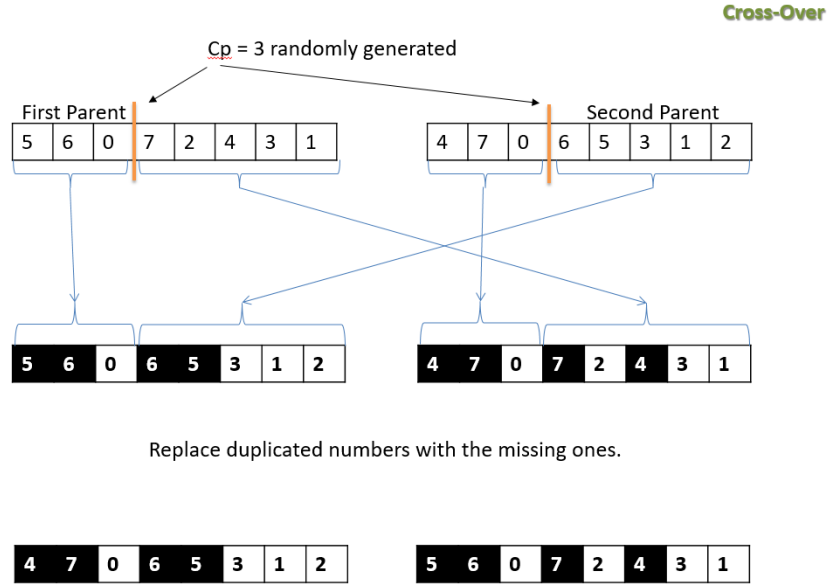 Cross-Over
Cp = 3 randomly generated
First Parent
Second Parent
5 6 0 7 2 4 3 1
4 7 0 6 5 3 1 2
5 6 0 6 5 3 1 2
4 7 0 7 2 4 3 1
Replace duplicated numbers with the missing ones.
4 7 0 6 5 3 1 2
5 6 0 7 2 4 3 1